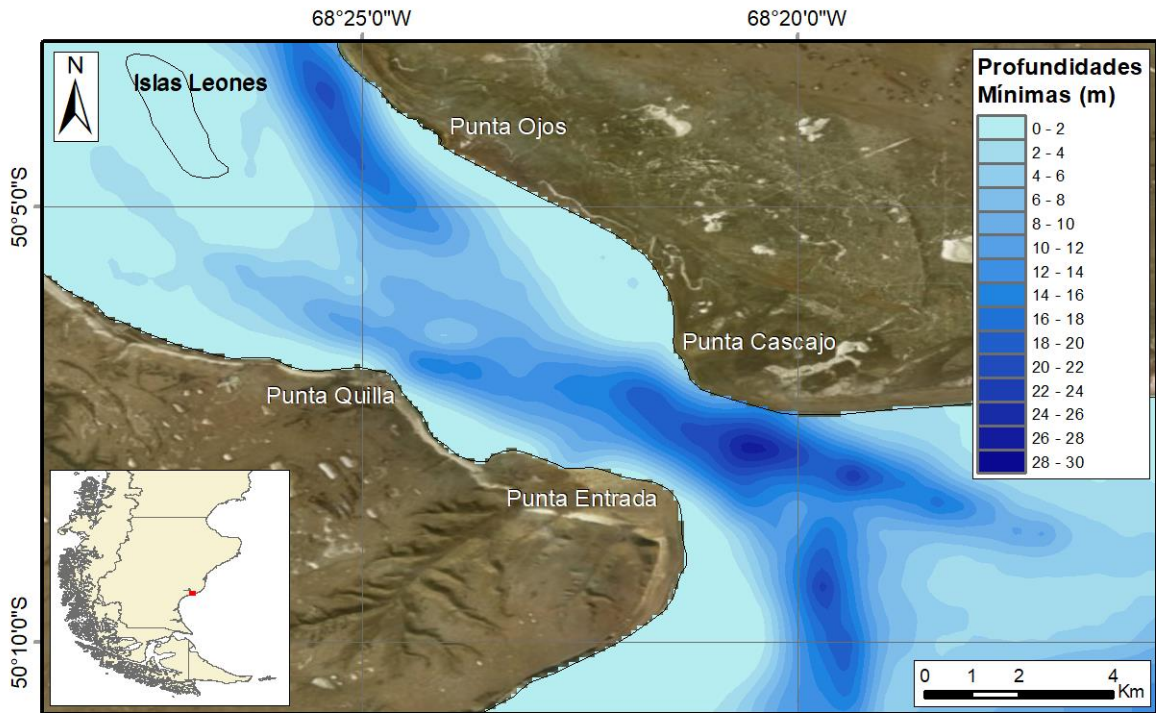 68°25'0"W
68°20'0"W
N
Islas Leones
Profundidades
Mínimas (m)
0 - 2
2 - 4
4 - 6
6 - 8
8 - 10
10 - 12
12 - 14
14 - 16
16 - 18
18 - 20
20 - 22
22 - 24
24 - 26
26 - 28
28 - 30
Punta Ojos
50°5'0"S
Punta Cascajo
Punta Quilla
Punta Entrada
50°10'0"S
0 1 2 4
Km